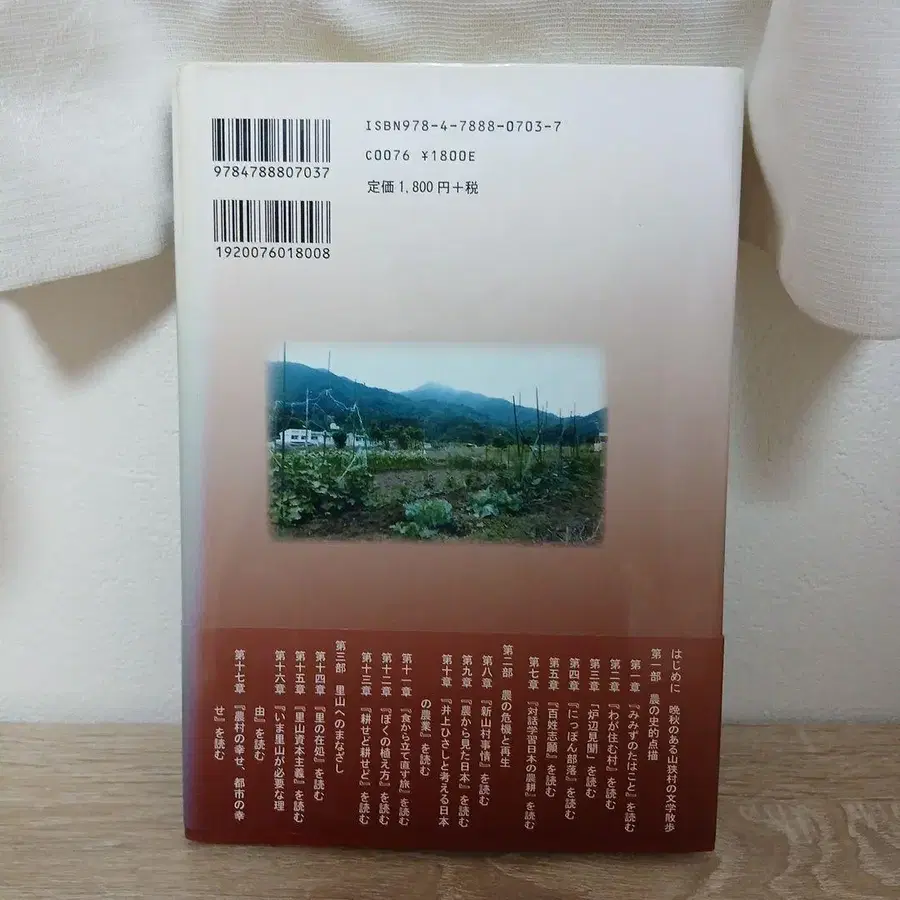 ISBN978-4-7888-0703-7
C0076 ¥1800E
定価1,800円+税
9784788807037
1920076018008
はじめに 晩秋のある山狭村の文学散歩
第一部 農の史的点描
第一章 『みみずのたはこと』を読む
第二章 『わが住む村』を読む
第三章 「炉辺見聞」を読む
第四章 『にっぽん部落』を読む
第五章 『百姓志願』を読む
第七章 『対話学習日本の農耕』を読む
第二部 農の危機と再生
第八章 『新山村事情』を読む
第九章 『農から見た日本』を読む
第十章 『井上ひさしと考える日本
の農業』を読む
第十一章 『食から立て直す旅』を読む
第十二章 『ぼくの植え方』を読む
第十三章 『耕せど耕せど』を読む
第三部 里山へのまなざし
第十四章 『里の在処』を読む
第十五章 『里山資本主義』を読む
第十六章 『いま里山が必要な理
由』を読む
第十七章 『農村の幸せ、都市の幸
せ』を読む